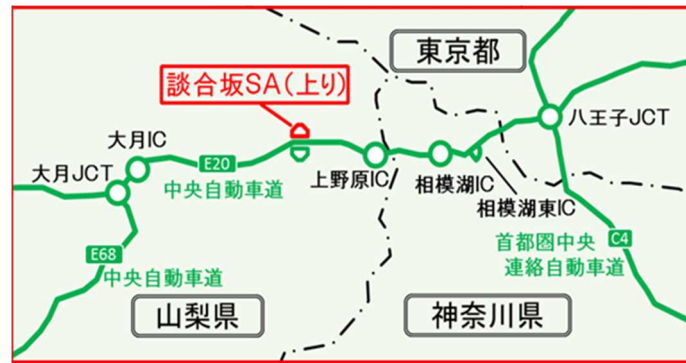 東京都
談合坂SA(上り)
八王子JCT
大月IC
E20
大月JCT
中央自動車道
上野原IC
相模湖IC
相模湖東IC
首都圏中央
連絡自動車道
C4
E68
中央自動車道
山梨県
神奈川県